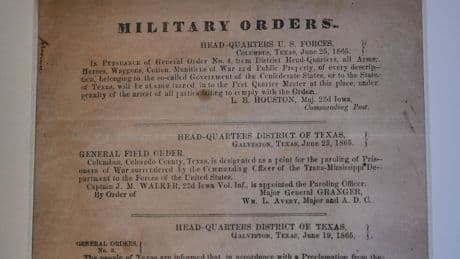 MILITARY ORDERS.
HEAD-QUARTERS U. S. FORCES,
COLUMBUS, TEXAS, June 25, 1865.
IN PURSUANCE of General Order No. 4, from District Head-Quarters, all Arms,
Horses, Waggons, Cotton, Munitions of War and Public Property, of every descrip-
tion, belonging to the so-called Government of the Confederate States, or to the State
of Texas, will be at once turned in to the Post Quarter Master at this place, under
penalty of the arrest of all parties failing to comply with the Order.
L. B. HOUSTON, Maj. 23d Iowa.
Commanding Post.
HEAD-QUARTERS DISTRICT OF TEXAS,
GALVESTON, TEXAS, June 23, 1865.
GENERAL FIELD ORDER.
Columbus, Colorado County, Texas, is designated as a point for the paroling of Pris-
oners of War surrendered by the Commanding Officer of the Trans-Mississippi De-
partment to the Forces of the United States.
Captain J. M. WALKER, 23d Iowa Vol. Inf., is appointed the Paroling Officer.
By Order of Major General GRANGER,
WM. L. AVERY, Major and A. D. C.
HEAD-QUARTERS DISTRICT OF TEXAS,
GALVESTON, TEXAS, June 19, 1865.
GENERAL ORDERS,
No. 3.
The people of Texas are informed that, in accordance with a Proclamation from the